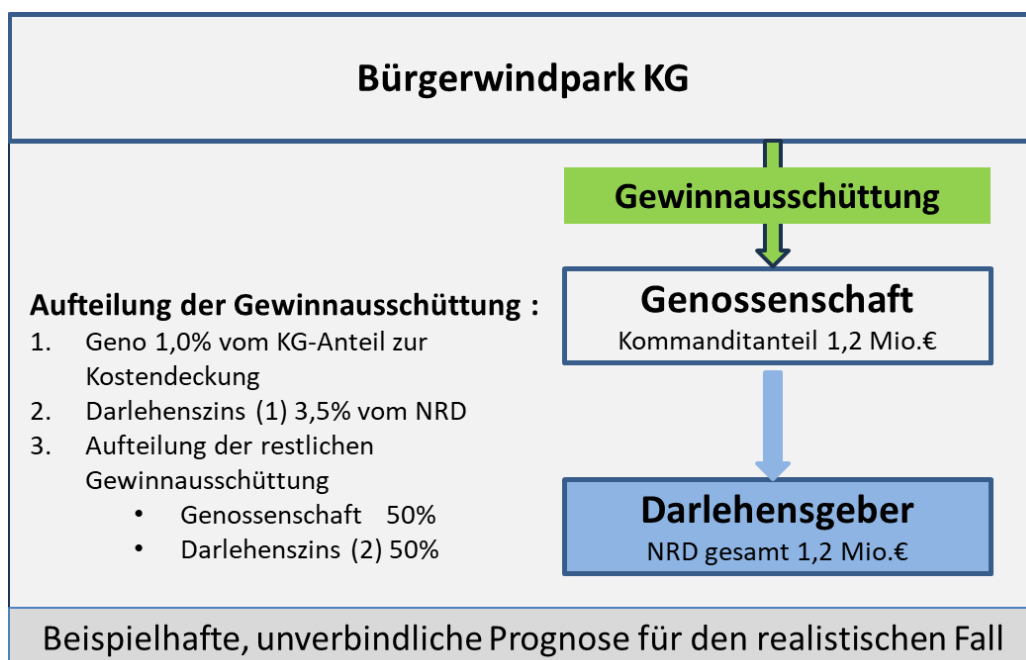 Bürgerwindpark KG
Gewinnausschüttung
Genossenschaft
Kommanditanteil 1,2 Mio.€
Aufteilung der Gewinnausschüttung :
1. Geno 1,0% vom KG-Anteil zur
Kostendeckung
2. Darlehenszins (1) 3,5% vom NRD
3. Aufteilung der restlichen
Gewinnausschüttung
• Genossenschaft 50%
• Darlehenszins (2) 50%
Darlehensgeber
NRD gesamt 1,2 Mio.€
Beispielhafte, unverbindliche Prognose für den realistischen Fall